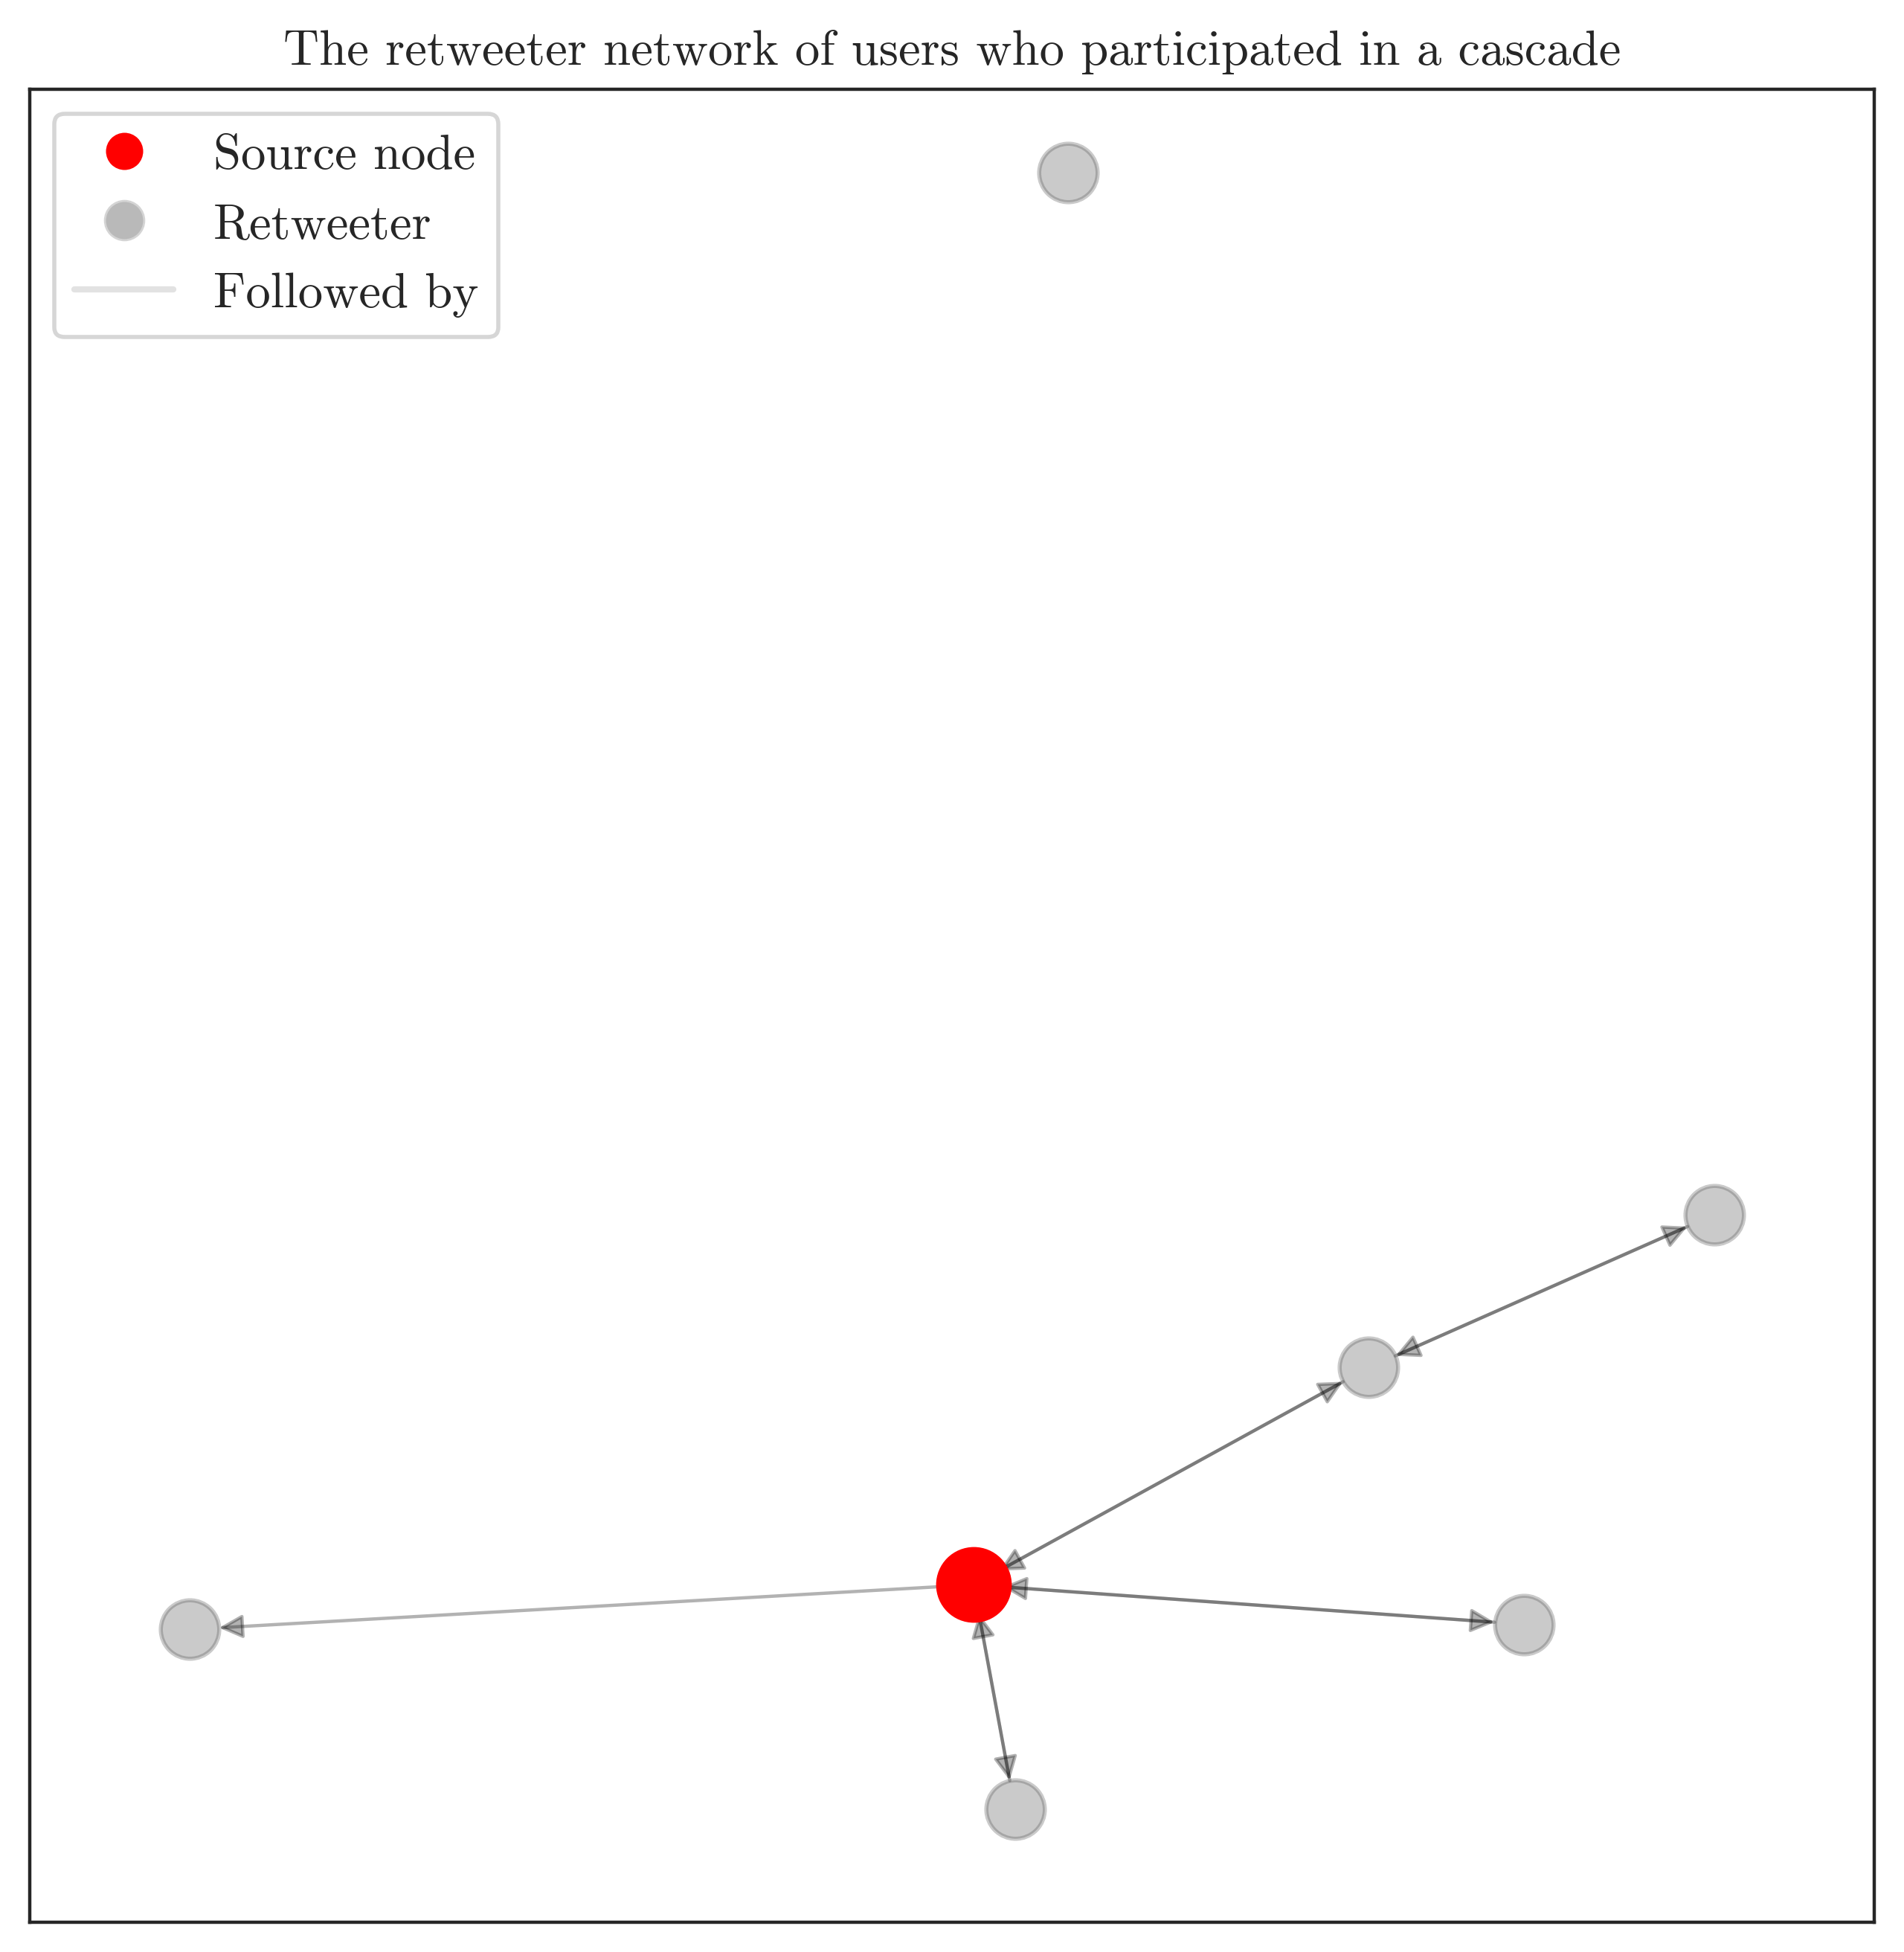 The retweeter network of users who participated in a cascade
Source node
Retweeter
Followed by